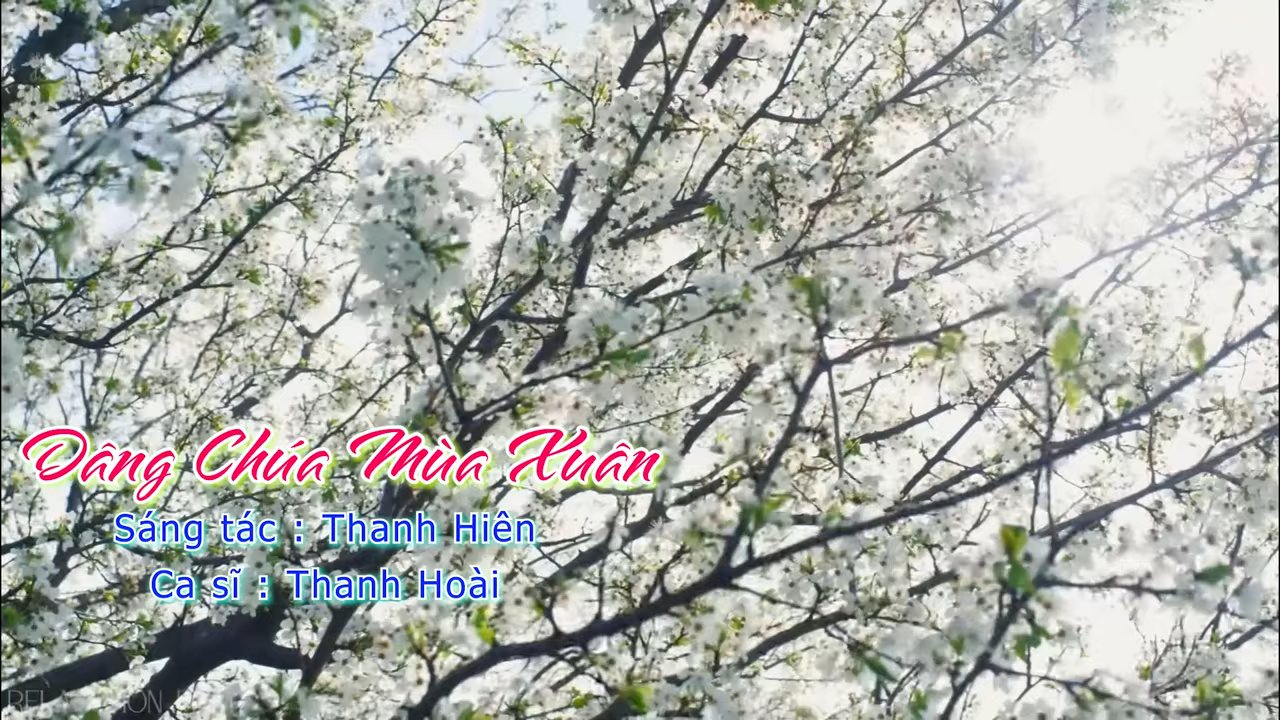 Dâng Chúa Mùa Xuân
Sáng tác : Thanh Hiên
Ca sĩ : Thanh Hoài